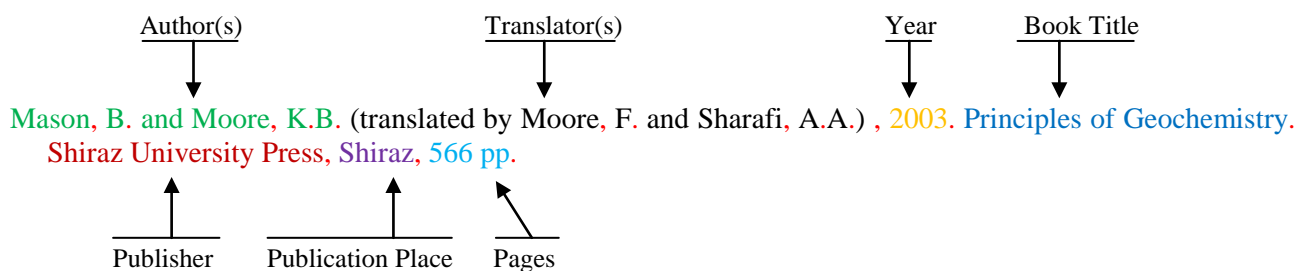 Author(s) Translator(s) Year Book Title
Mason, B. and Moore, K.B. (translated by Moore, F. and Sharafi, A.A.) , 2003. Principles of Geochemistry.
Shiraz University Press, Shiraz, 566 pp.
Publisher Publication Place Pages